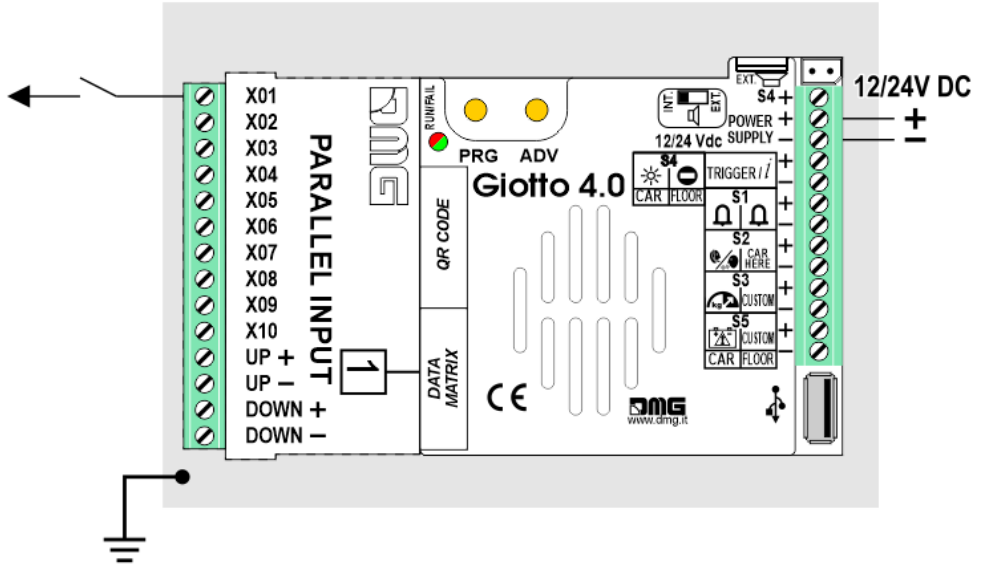 X01
X02
X03
X04
X05
X06
X07
X08
X09
X10
UP +
UP −
DOWN +
DOWN −
PARALLEL INPUT
1
DMG
RUN/FAIL
PRG ADV
Giotto 4.0
QR CODE
DATA
MATRIX
CE
DMG
www.dmg.it
EXT.
INT.
EXT.
S4 +
POWER +
SUPPLY −
12/24 Vdc
12/24V DC
+
−
S4
CAR FLOOR
TRIGGER / i
+
−
S1
+
−
S2
CAR
HERE
+
−
S3
kg
CUSTOM
+
−
S5
CUSTOM
+
−
CAR FLOOR